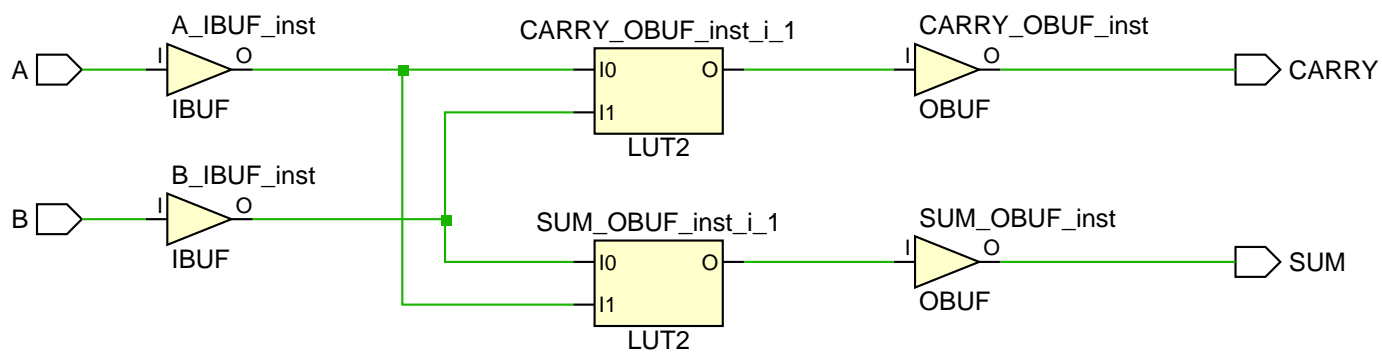 A_IBUF_inst
CARRY_OBUF_inst_i_1
CARRY_OBUF_inst
A
I
O
I0
O
I
O
CARRY
IBUF
I1
OBUF
LUT2
B_IBUF_inst
B
I
O
SUM_OBUF_inst_i_1
SUM_OBUF_inst
IBUF
I0
O
I
O
SUM
I1
OBUF
LUT2